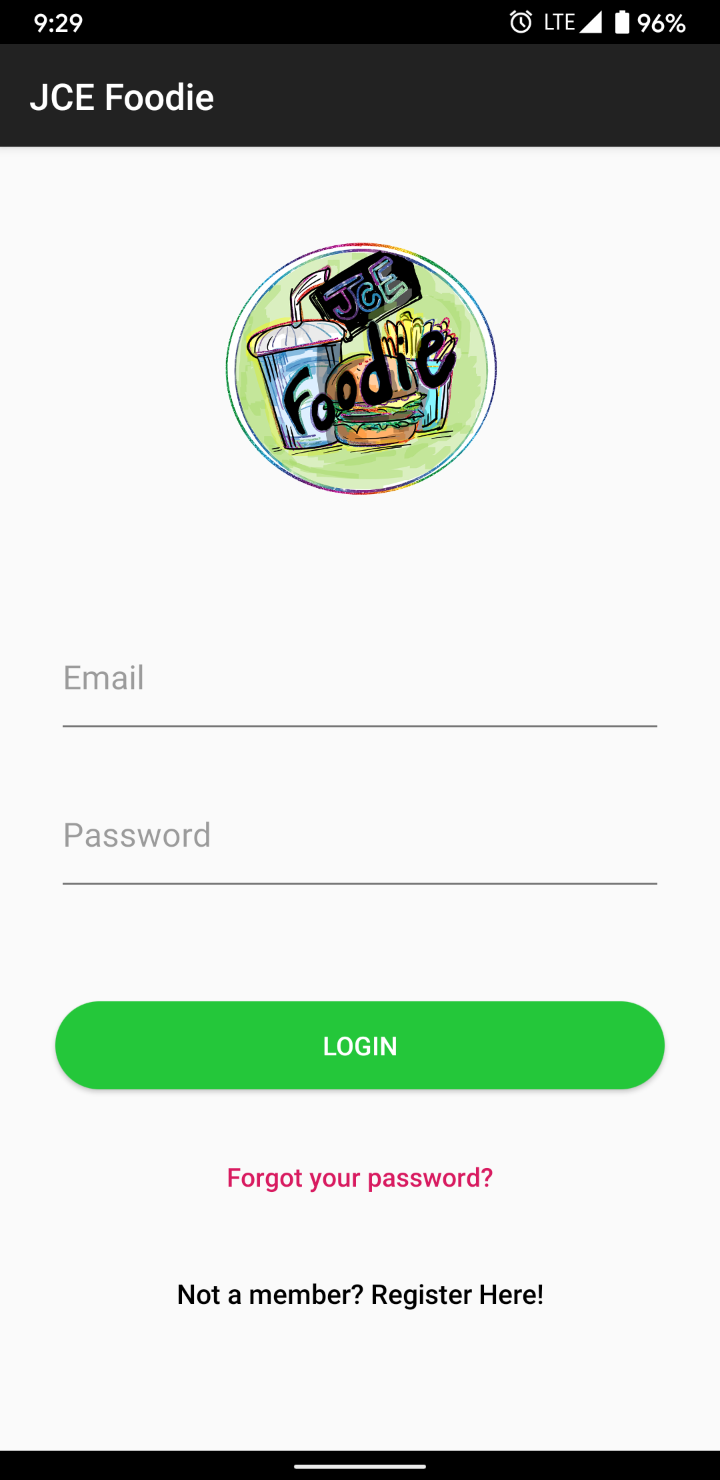 9:29 LTE 96%
JCE Foodie
JCE
Foodie
Email
Password
LOGIN
Forgot your password?
Not a member? Register Here!